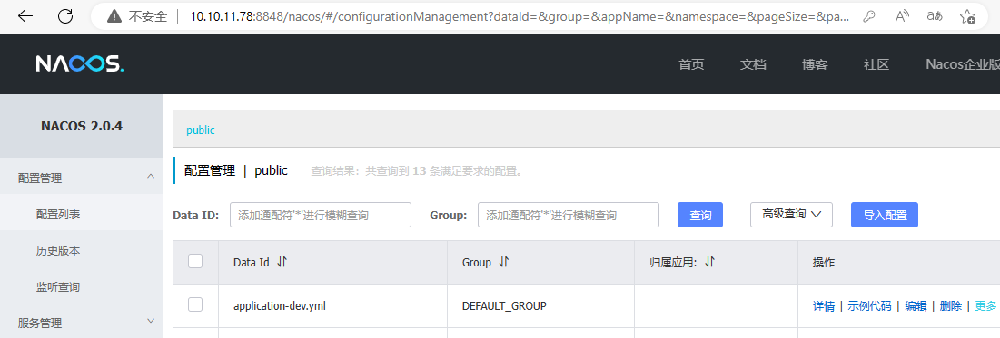 不安全 10.10.11.78:8848/nacos/#/configurationManagement?dataId=&group=&appName=&namespace=&pageSize=&pa...
NACOS.
首页 文档 博客 社区 Nacos企业版
NACOS 2.0.4
public
配置管理
配置管理 | public 查询结果：共查询到 13 条满足要求的配置。
配置列表
Data ID: 添加通配符'*'进行模糊查询 Group: 添加通配符'*'进行模糊查询 查询 高级查询 导入配置
历史版本
Data Id Group 归属应用: 操作
监听查询
application-dev.yml DEFAULT_GROUP 详情 | 示例代码 | 编辑 | 删除 | 更多
服务管理